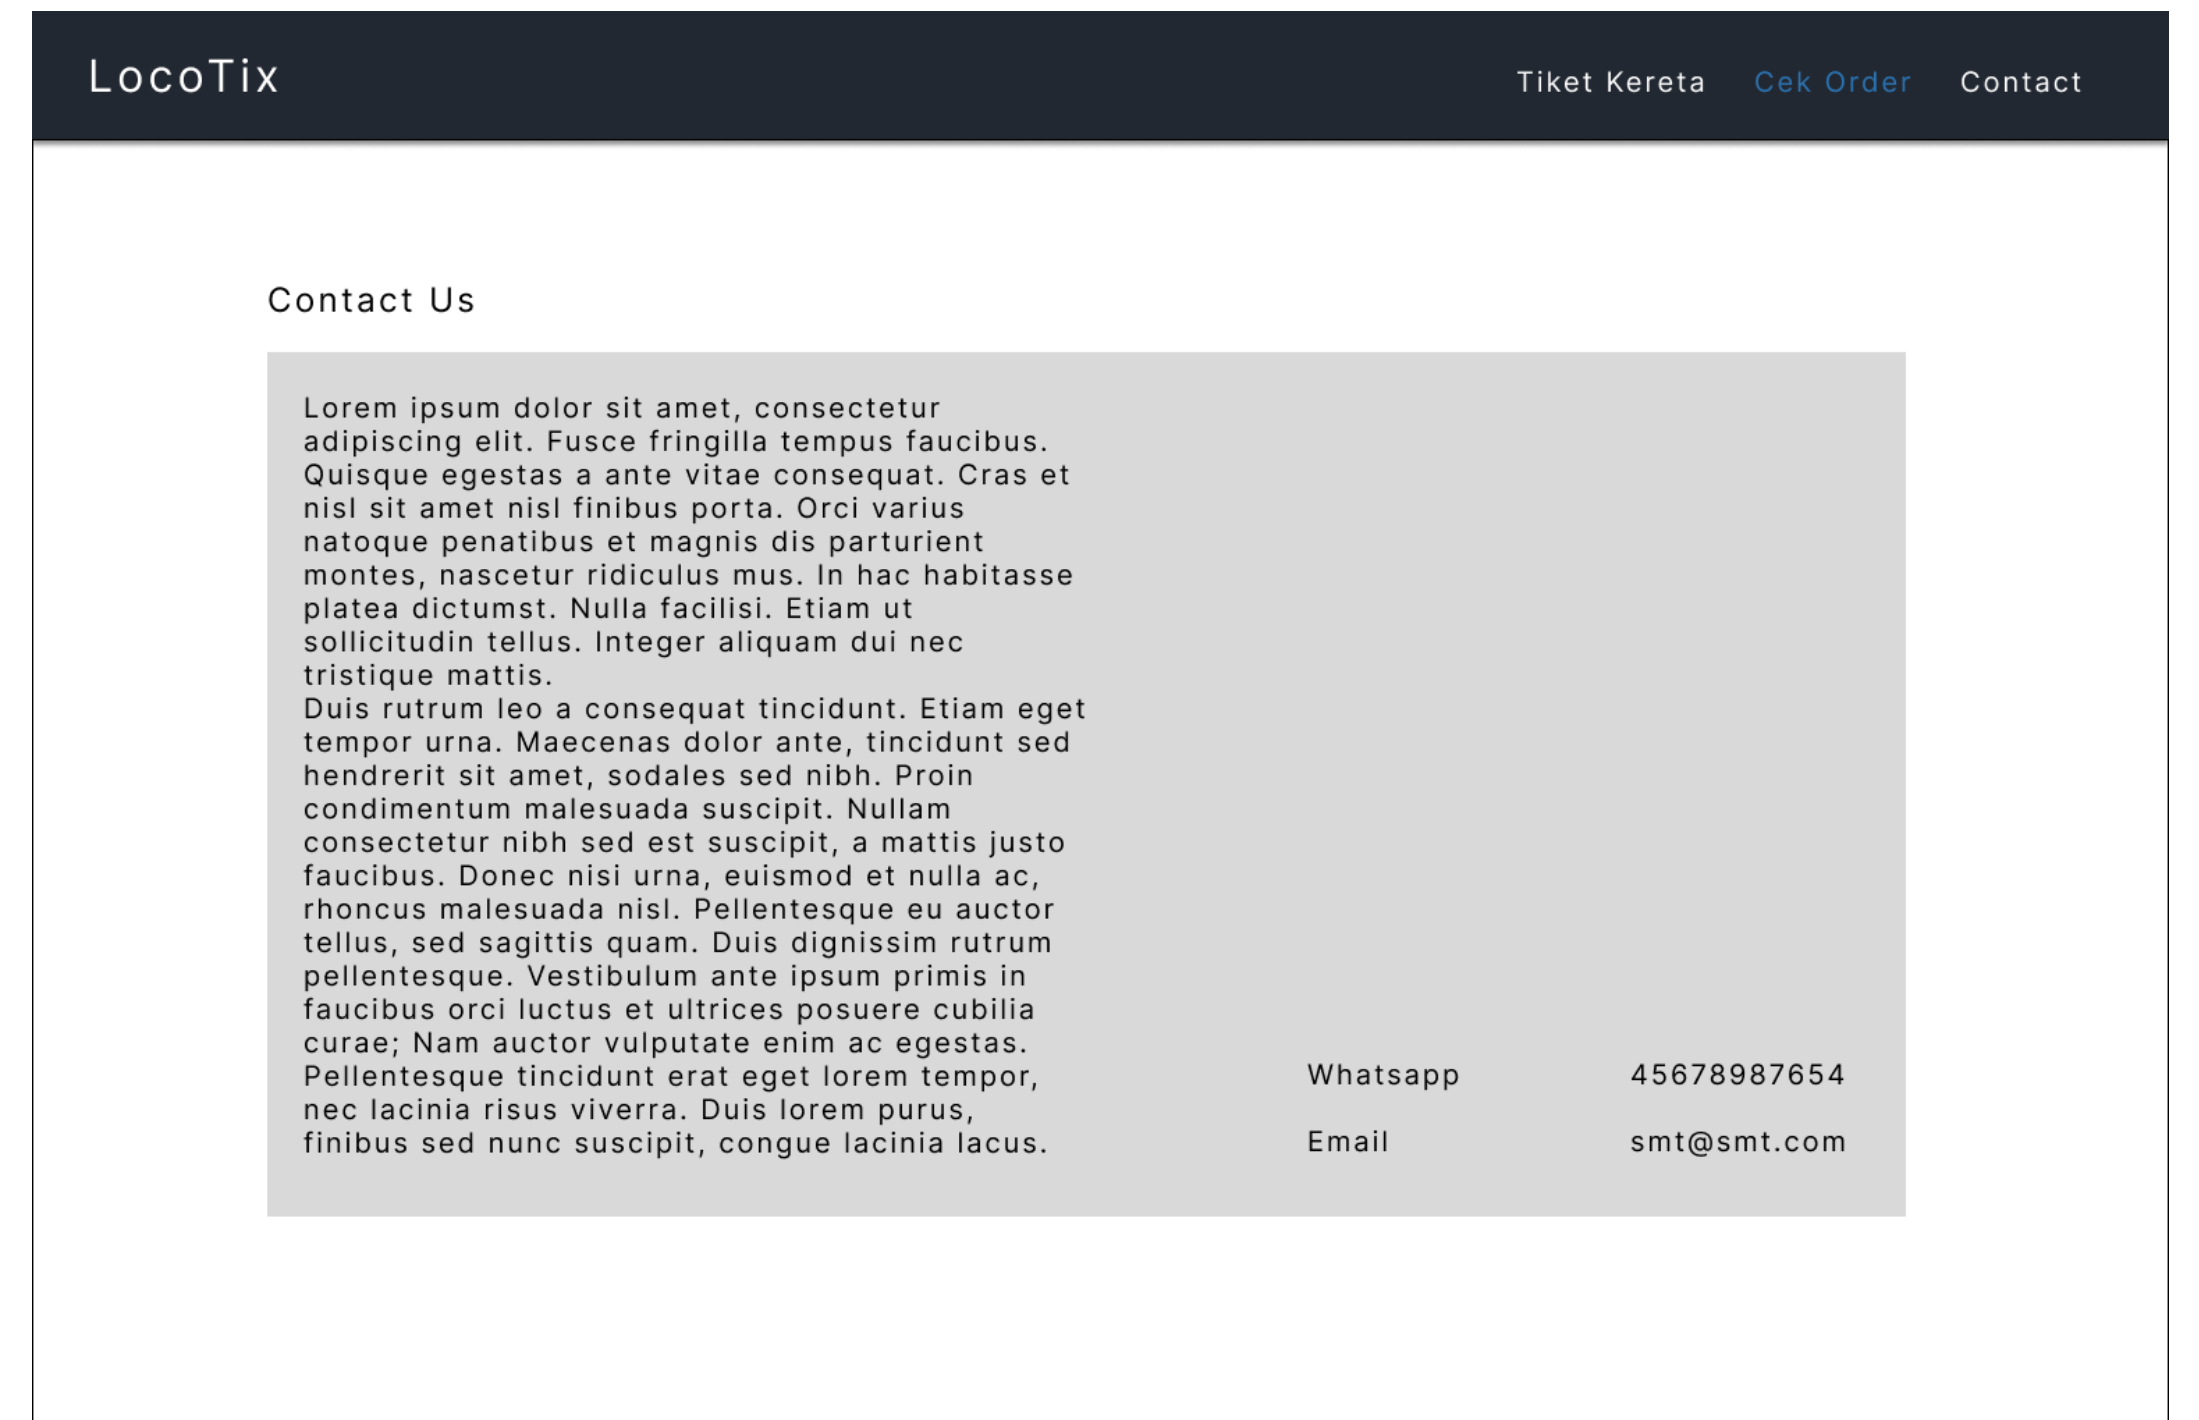 LocoTix
Tiket Kereta
Cek Order
Contact
Contact Us
Lorem ipsum dolor sit amet, consectetur
adipiscing elit. Fusce fringilla tempus faucibus.
Quisque egestas a ante vitae consequat. Cras et
nisl sit amet nisl finibus porta. Orci varius
natoque penatibus et magnis dis parturient
montes, nascetur ridiculus mus. In hac habitasse
platea dictumst. Nulla facilisi. Etiam ut
sollicitudin tellus. Integer aliquam dui nec
tristique mattis.
Duis rutrum leo a consequat tincidunt. Etiam eget
tempor urna. Maecenas dolor ante, tincidunt sed
hendrerit sit amet, sodales sed nibh. Proin
condimentum malesuada suscipit. Nullam
consectetur nibh sed est suscipit, a mattis justo
faucibus. Donec nisi urna, euismod et nulla ac,
rhoncus malesuada nisl. Pellentesque eu auctor
tellus, sed sagittis quam. Duis dignissim rutrum
pellentesque. Vestibulum ante ipsum primis in
faucibus orci luctus et ultrices posuere cubilia
curae; Nam auctor vulputate enim ac egestas.
Pellentesque tincidunt erat eget lorem tempor,
nec lacinia risus viverra. Duis lorem purus,
finibus sed nunc suscipit, congue lacinia lacus.
Whatsapp 45678987654
Email smt@smt.com